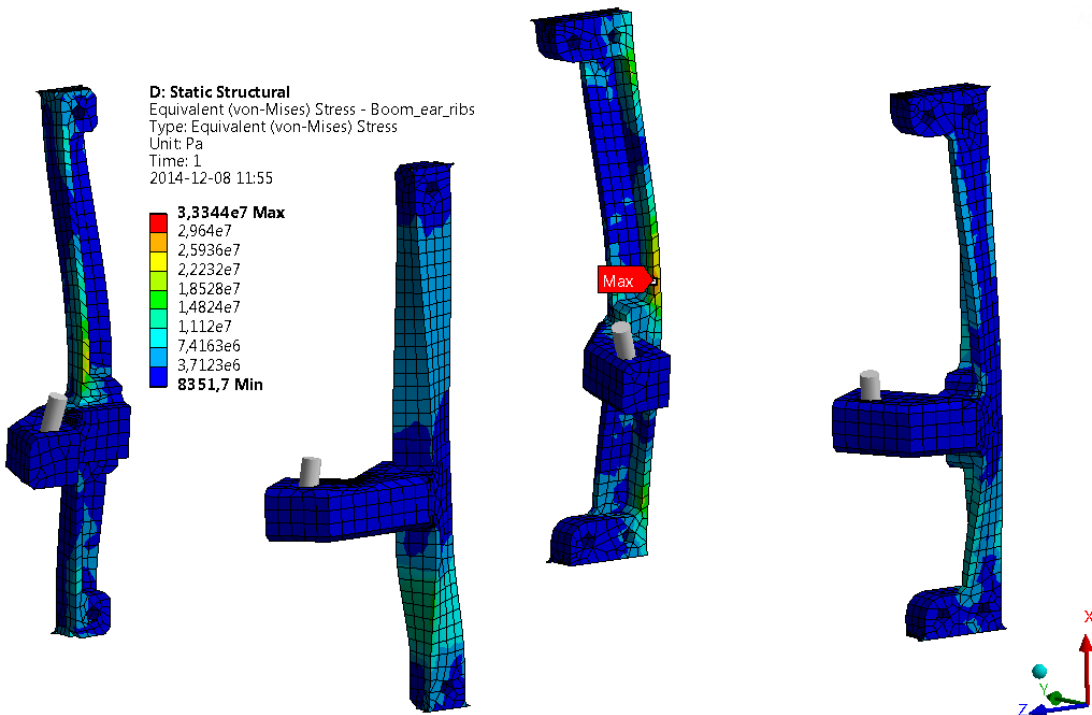 D: Static Structural
Equivalent (von-Mises) Stress - Boom_ear_ribs
Type: Equivalent (von-Mises) Stress
Unit: Pa
Time: 1
2014-12-08 11:55
3,3344e7 Max
2,964e7
2,5936e7
2,2232e7
1,8528e7
1,4824e7
1,112e7
7,4163e6
3,7123e6
8351,7 Min
Max
X
Y
Z